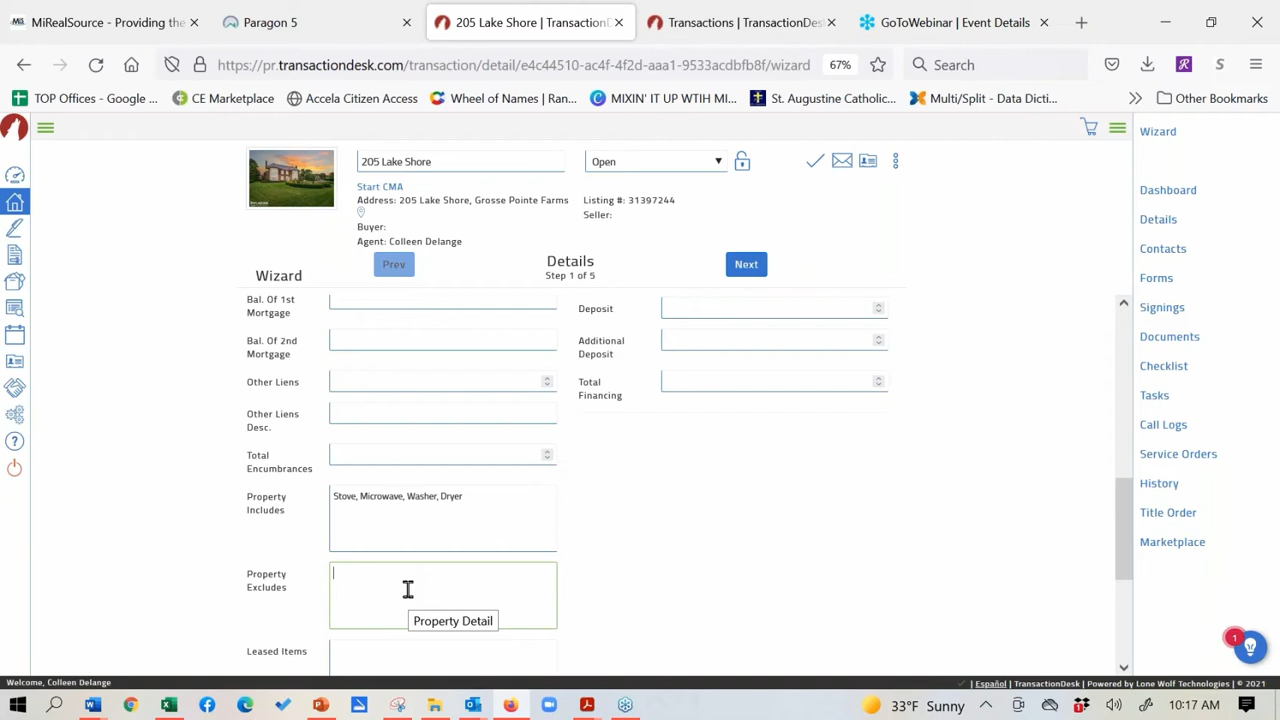 MiRealSource - Providing the
Paragon 5
205 Lake Shore | TransactionD
Transactions | TransactionDes
GoToWebinar | Event Details
https://pr.transactiondesk.com/transaction/detail/e4c44510-ac4f-4f2d-aaa1-9533acdbfb8f/wizard
67%
Search
TOP Offices - Google ...
CE Marketplace
Accela Citizen Access
Wheel of Names | Ran...
MIXIN' IT UP WTIH MI...
St. Augustine Catholic...
Multi/Split - Data Dicti...
Other Bookmarks
205 Lake Shore
Open
Start CMA
Address: 205 Lake Shore, Grosse Pointe Farms
Buyer:
Agent: Colleen Delange
Listing #: 31397244
Seller:
Wizard
Prev
Details
Step 1 of 5
Next
Bal. Of 1st
Mortgage
Bal. Of 2nd
Mortgage
Other Liens
Other Liens
Desc.
Total
Encumbrances
Property
Includes
Stove, Microwave, Washer, Dryer
Property
Excludes
Property Detail
Leased Items
Deposit
Additional
Deposit
Total
Financing
Wizard
Dashboard
Details
Contacts
Forms
Signings
Documents
Checklist
Tasks
Call Logs
Service Orders
History
Title Order
Marketplace
1
Welcome, Colleen Delange
| Español | TransactionDesk | Powered by Lone Wolf Technologies | © 2021
33°F Sunny
10:17 AM